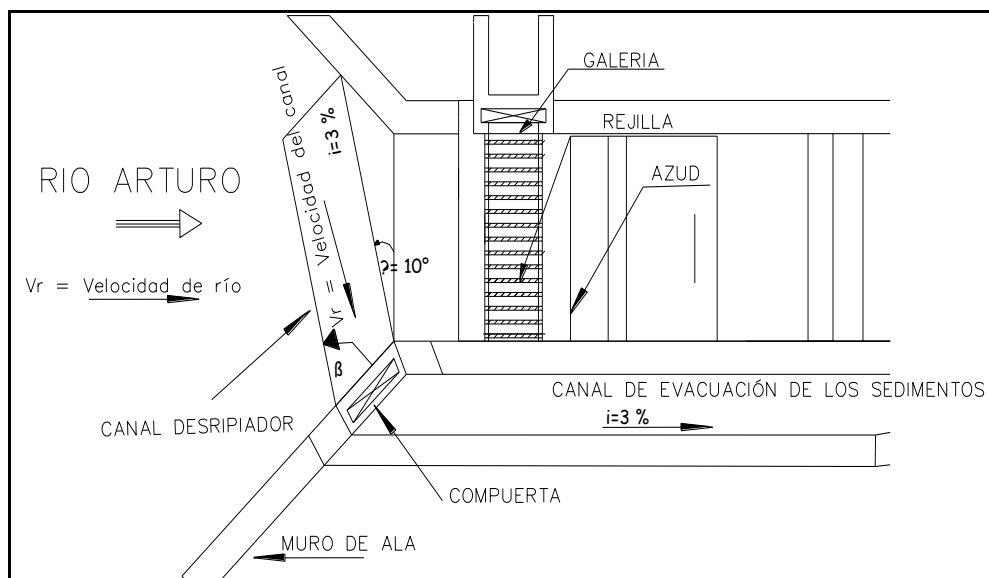 GALERIA
REJILLA
AZUD
RIO ARTURO
Vr = Velocidad de río
Vr = Velocidad del canal
i=3 %
?= 10°
ß
CANAL DESRIPIADOR
CANAL DE EVACUACIÓN DE LOS SEDIMENTOS
i=3 %
COMPUERTA
MURO DE ALA